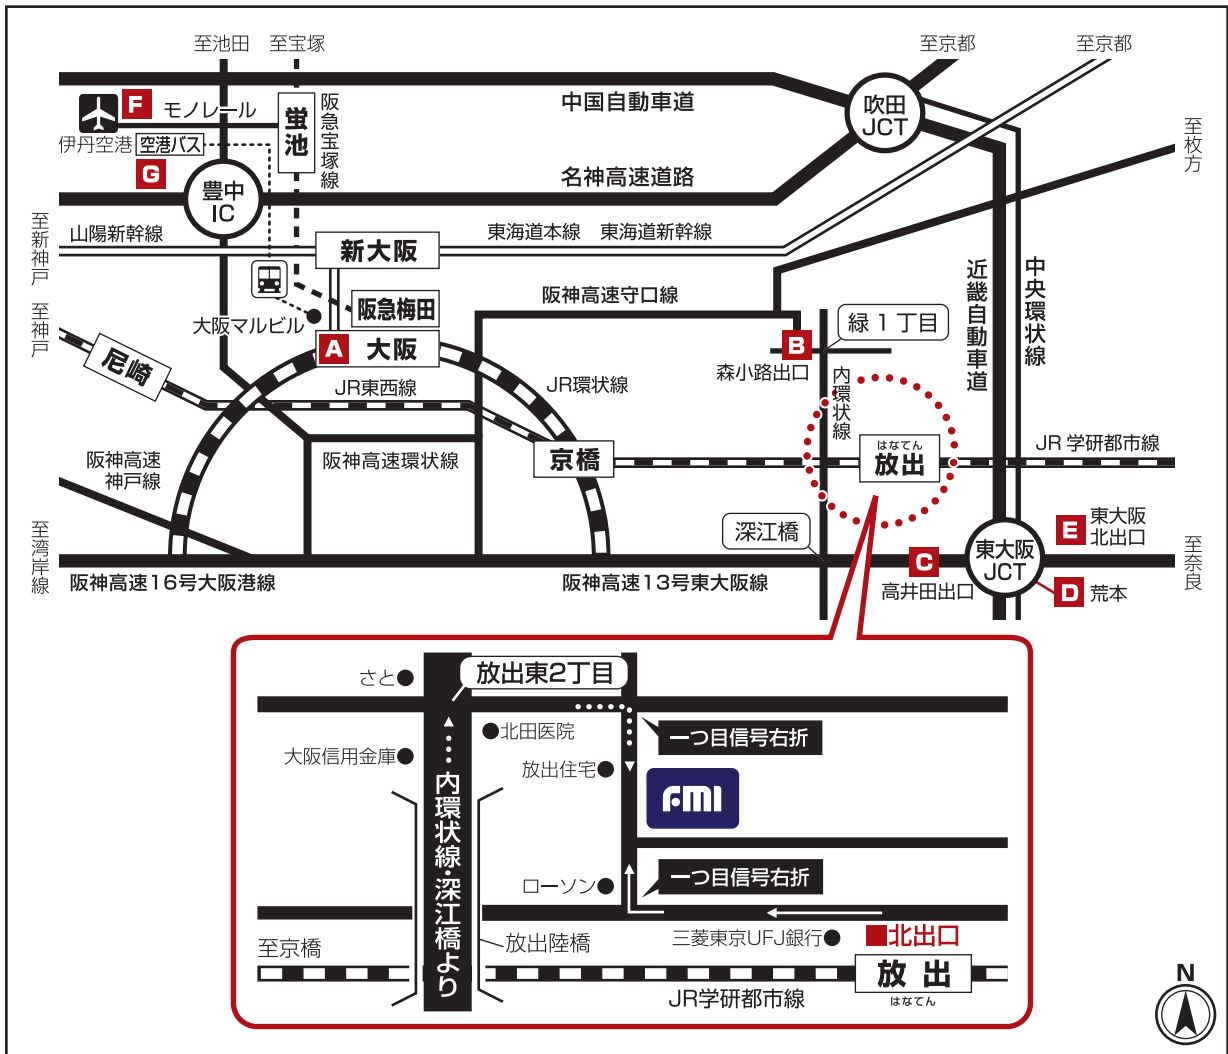 至池田
至宝塚
至京都
至京都
F
モノレール
蛍池
阪急宝塚線
中国自動車道
吹田
JCT
至枚方
伊丹空港
空港バス
G
豊中
IC
名神高速道路
至新神戸
山陽新幹線
新大阪
東海道本線
東海道新幹線
近畿自動車道
中央環状線
阪急梅田
阪神高速守口線
緑1丁目
至神戸
大阪マルビル
尼崎
A
大阪
B
森小路出口
JR東西線
JR環状線
内環状線
阪神高速
神戸線
阪神高速環状線
京橋
はなてん
放出
JR学研都市線
至湾岸線
深江橋
東大阪
JCT
E
東大阪
北出口
至奈良
阪神高速16号大阪港線
阪神高速13号東大阪線
C
高井田出口
D
荒本
さと
放出東2丁目
北田医院
一つ目信号右折
大阪信用金庫
放出住宅
FMI
内環状線・深江橋より
ローソン
一つ目信号右折
至京橋
放出陸橋
三菱東京UFJ銀行
北出口
放出
はなてん
JR学研都市線
N